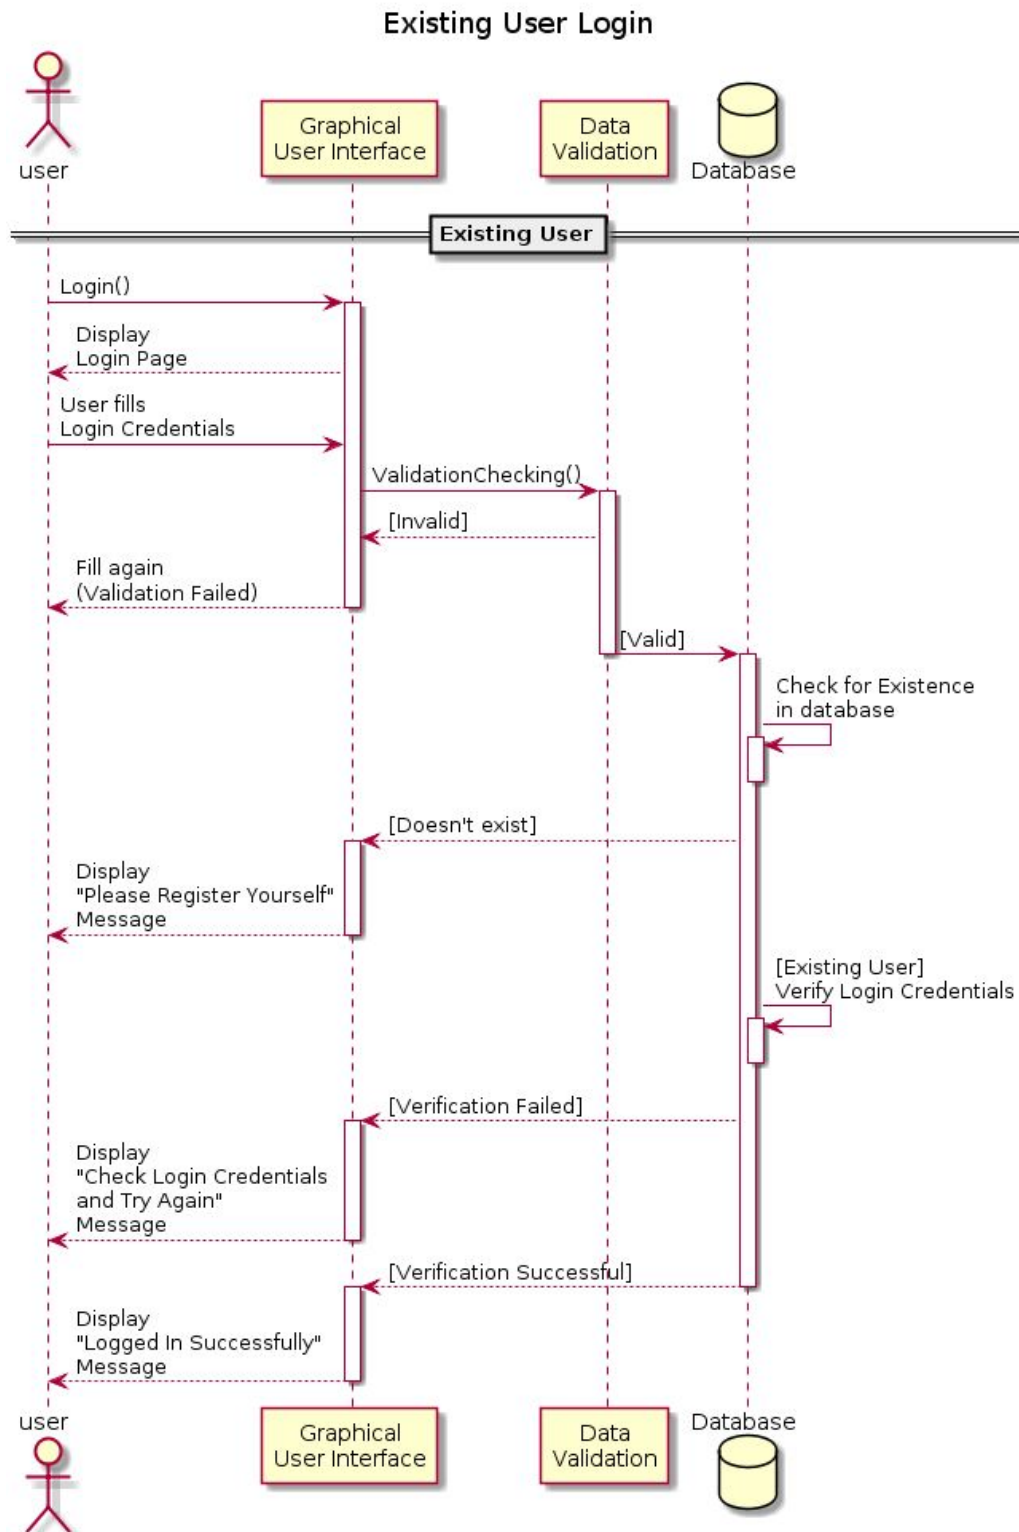 Existing User Login
user
Graphical
User Interface
Data
Validation
Database
Existing User
Login()
Display
Login Page
User fills
Login Credentials
ValidationChecking()
[Invalid]
Fill again
(Validation Failed)
[Valid]
Check for Existence
in database
[Doesn't exist]
Display
"Please Register Yourself"
Message
[Existing User]
Verify Login Credentials
[Verification Failed]
Display
"Check Login Credentials
and Try Again"
Message
[Verification Successful]
Display
"Logged In Successfully"
Message
user
Graphical
User Interface
Data
Validation
Database